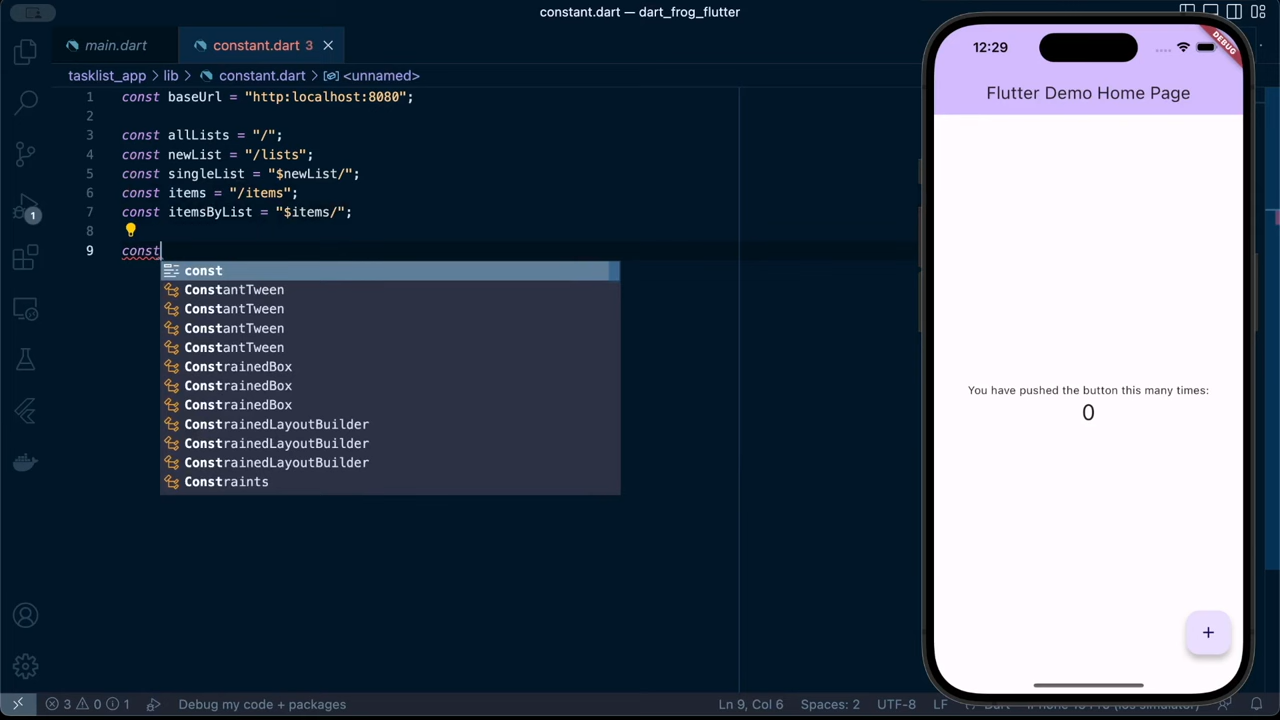 constant.dart — dart_frog_flutter
main.dart
constant.dart 3
tasklist_app > lib > constant.dart > <unnamed>
1 const baseUrl = "http:localhost:8080";
2
3 const allLists = "/";
4 const newList = "/lists";
5 const singleList = "$newList/";
6 const items = "/items";
7 const itemsByList = "$items/";
8
9 const
const
ConstantTween
ConstantTween
ConstantTween
ConstantTween
ConstrainedBox
ConstrainedBox
ConstrainedBox
ConstrainedLayoutBuilder
ConstrainedLayoutBuilder
ConstrainedLayoutBuilder
Constraints
1
3 0 1
Debug my code + packages
Ln 9, Col 6
Spaces: 2
UTF-8
LF
12:29
DEBUG
Flutter Demo Home Page
You have pushed the button this many times:
0
+